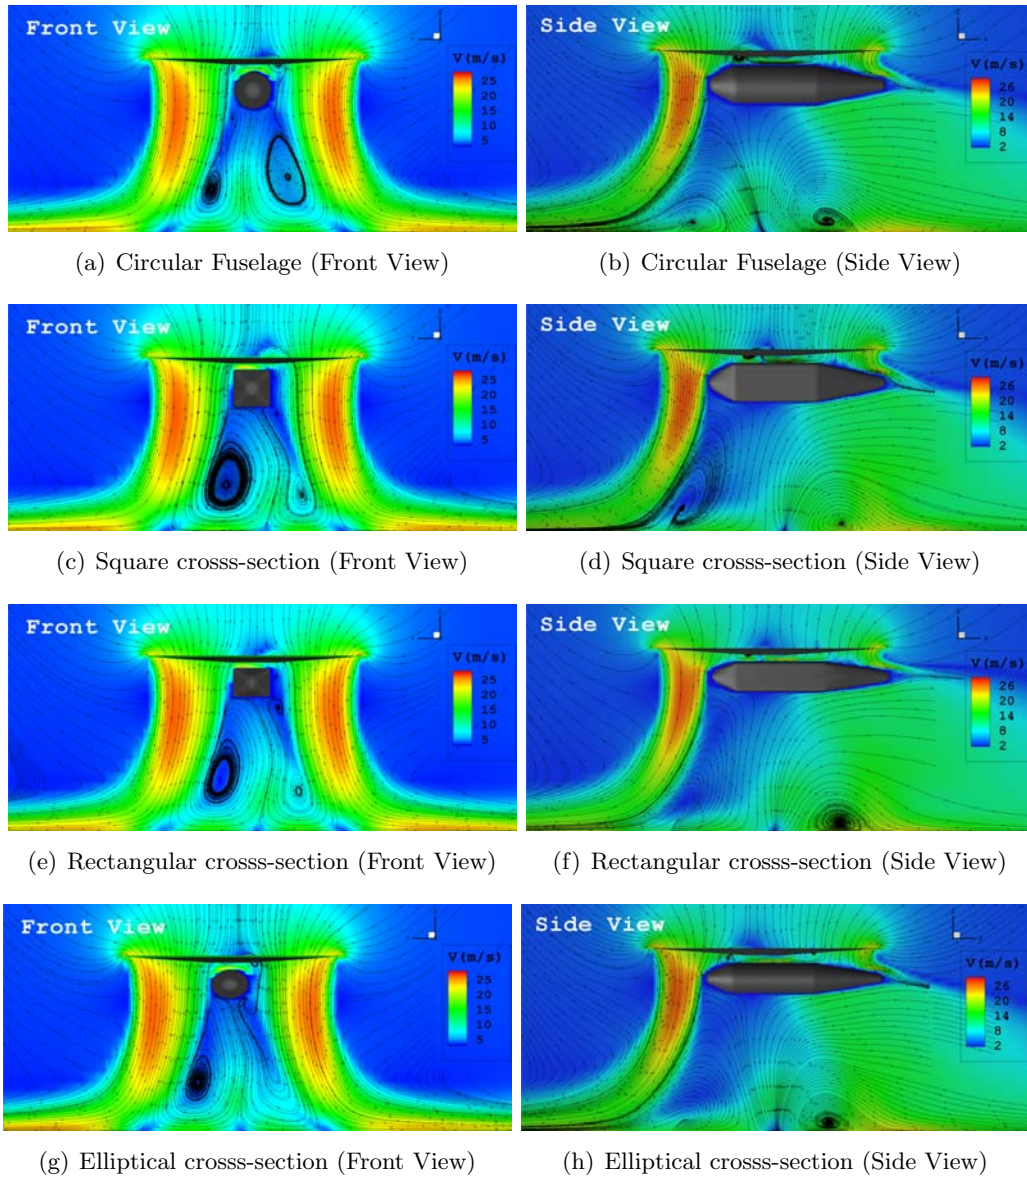 Front View
V(m/s)
25
20
15
10
5
Side View
V(m/s)
26
20
14
8
2
(a) Circular Fuselage (Front View)
(b) Circular Fuselage (Side View)
Front View
V(m/s)
25
20
15
10
5
Side View
V(m/s)
26
20
14
8
2
(c) Square crosss-section (Front View)
(d) Square crosss-section (Side View)
Front View
V(m/s)
25
20
15
10
5
Side View
V(m/s)
26
20
14
8
2
(e) Rectangular crosss-section (Front View)
(f) Rectangular crosss-section (Side View)
Front View
V(m/s)
25
20
15
10
5
Side View
V(m/s)
26
20
14
8
2
(g) Elliptical crosss-section (Front View)
(h) Elliptical crosss-section (Side View)